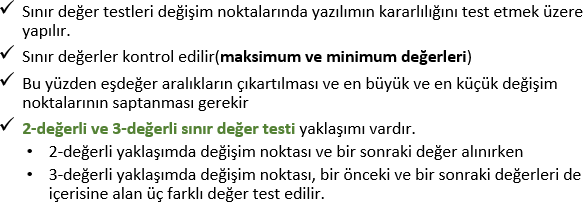 ✓ Sınır değer testleri değişim noktalarında yazılımın kararlılığını test etmek üzere
yapılır.
✓ Sınır değerler kontrol edilir(maksimum ve minimum değerleri)
✓ Bu yüzden eşdeğer aralıkların çıkartılması ve en büyük ve en küçük değişim
noktalarının saptanması gerekir
✓ 2-değerli ve 3-değerli sınır değer testi yaklaşımı vardır.
• 2-değerli yaklaşımda değişim noktası ve bir sonraki değer alınırken
• 3-değerli yaklaşımda değişim noktası, bir önceki ve bir sonraki değerleri de
içerisine alan üç farklı değer test edilir.